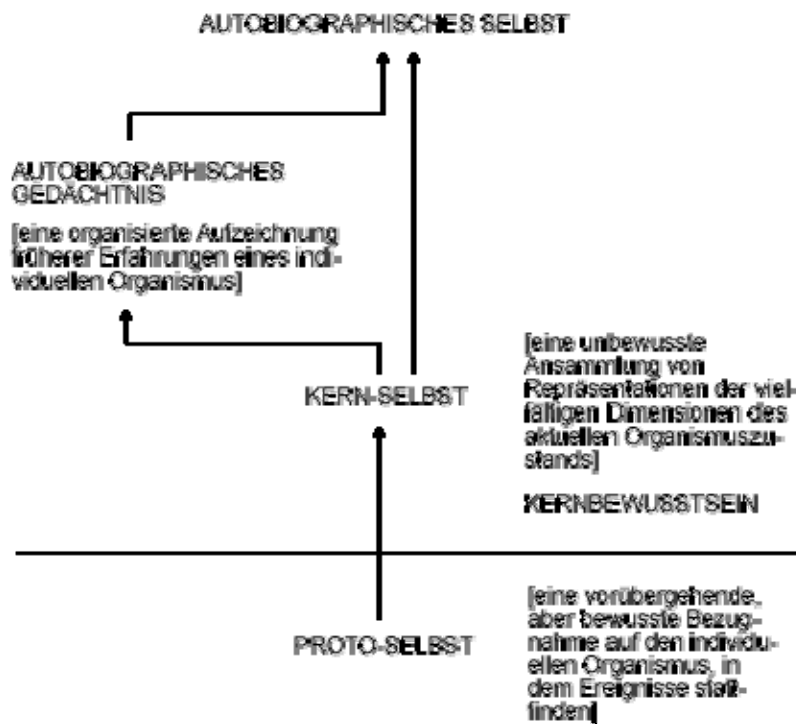 AUTOBIOGRAPHISCHES SELBST
AUTOBIOGRAPHISCHES
GEDÄCHTNIS
[eine organisierte Aufzeichnung
früherer Erfahrungen eines indi-
viduellen Organismus]
[eine unbewusste
Ansammlung von
Repräsentationen der viel-
fältigen Dimensionen des
aktuellen Organismuszu-
stands]
KERN-SELBST
KERNBEWUSSTSEIN
[eine vorübergehende,
aber bewusste Bezug-
nahme auf den individu-
ellen Organismus, in
dem Ereignisse statt-
finden]
PROTO-SELBST